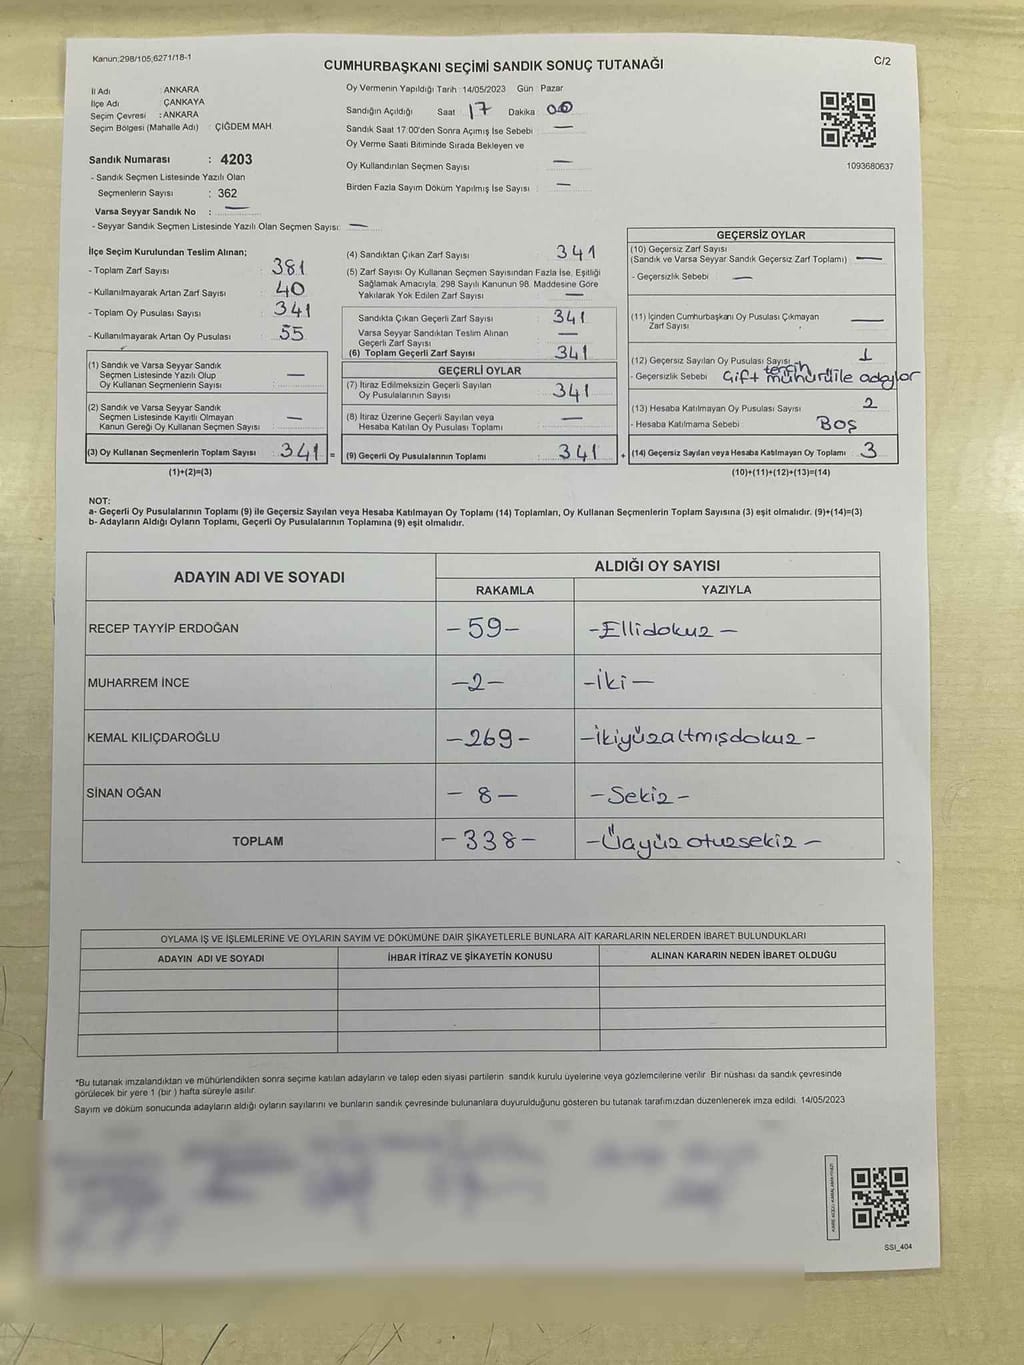 Kanun;298/105;6271/18-1
CUMHURBAŞKANI SEÇİMİ SANDIK SONUÇ TUTANAĞI
C/2
İl Adı : ANKARA
İlçe Adı : ÇANKAYA
Seçim Çevresi : ANKARA
Seçim Bölgesi (Mahalle Adı) : ÇİĞDEM MAH.
Sandık Numarası : 4203
- Sandık Seçmen Listesinde Yazılı Olan
Seçmenlerin Sayısı : 362
Varsa Seyyar Sandık No : —
- Seyyar Sandık Seçmen Listesinde Yazılı Olan Seçmen Sayısı: —
Oy Vermenin Yapıldığı Tarih : 14/05/2023 Gün Pazar
Sandığın Açıldığı Saat 17 Dakika : 00
Sandık Saat 17.00'den Sonra Açımış İse Sebebi : —
Oy Verme Saati Bitiminde Sırada Bekleyen ve
Oy Kullandırılan Seçmen Sayısı : —
Birden Fazla Sayım Döküm Yapılmış İse Sayısı : —
1093680637
İlçe Seçim Kurulundan Teslim Alınan;
- Toplam Zarf Sayısı : 381
- Kullanılmayarak Artan Zarf Sayısı : 40
- Toplam Oy Pusulası Sayısı : 341
- Kullanılmayarak Artan Oy Pusulası : 55
(1) Sandık ve Varsa Seyyar Sandık
Seçmen Listesinde Yazılı Olup
Oy Kullanan Seçmenlerin Sayısı : —
(2) Sandık ve Varsa Seyyar Sandık
Seçmen Listesinde Kayıtlı Olmayan
Kanun Gereği Oy Kullanan Seçmen Sayısı : —
(3) Oy Kullanan Seçmenlerin Toplam Sayısı : 341 =
(1)+(2)=(3)
(4) Sandıktan Çıkan Zarf Sayısı : 341
(5) Zarf Sayısı Oy Kullanan Seçmen Sayısından Fazla İse, Eşitliği
Sağlamak Amacıyla, 298 Sayılı Kanunun 98. Maddesine Göre
Yakılarak Yok Edilen Zarf Sayısı : —
Sandıkta Çıkan Geçerli Zarf Sayısı : 341
Varsa Seyyar Sandıktan Teslim Alınan
Geçerli Zarf Sayısı : —
(6) Toplam Geçerli Zarf Sayısı : 341
GEÇERLİ OYLAR
(7) İtiraz Edilmeksizin Geçerli Sayılan
Oy Pusulasının Sayısı : 341
(8) İtiraz Üzerine Geçerli Sayılan veya
Hesaba Katılan Oy Pusulası Toplamı : —
(9) Geçerli Oy Pusulalarının Toplamı : 341 +
GEÇERSİZ OYLAR
(10) Geçersiz Zarf Sayısı
(Sandık ve Varsa Seyyar Sandık Geçersiz Zarf Toplamı) : —
- Geçersizlik Sebebi : —
(11) İçinden Cumhurbaşkanı Oy Pusulası Çıkmayan
Zarf Sayısı : —
(12) Geçersiz Sayılan Oy Pusulası Sayısı : 1
- Geçersizlik Sebebi : Çift tercih mühürü ile adaylar
(13) Hesaba Katılmayan Oy Pusulası Sayısı : 2
- Hesaba Katılmama Sebebi : Boş
(14) Geçersiz Sayılan veya Hesaba Katılmayan Oy Toplamı : 3
(10)+(11)+(12)+(13)=(14)
NOT:
a- Geçerli Oy Pusulalarının Toplamı (9) ile Geçersiz Sayılan veya Hesaba Katılmayan Oy Toplamı (14) Toplamları, Oy Kullanan Seçmenlerin Toplam Sayısına (3) eşit olmalıdır. (9)+(14)=(3)
b- Adayların Aldığı Oyların Toplamı, Geçerli Oy Pusulalarının Toplamına (9) eşit olmalıdır.
ADAYIN ADI VE SOYADI
ALDIĞI OY SAYISI
RAKAMLA YAZIYLA
RECEP TAYYİP ERDOĞAN -59- -Ellidokuz-
MUHARREM İNCE -2- -İki-
KEMAL KILIÇDAROĞLU -269- -İkiyüzaltmışdokuz-
SİNAN OĞAN -8- -Sekiz-
TOPLAM -338- -Üçyüzotuzsekiz-
OYLAMA İŞ VE İŞLEMLERİNE VE OYLARIN SAYIM VE DÖKÜMÜNE DAİR ŞİKAYETLERLE BUNLARA AİT KARARLARIN NELERDEN İBARET BULUNDUKLARI
ADAYIN ADI VE SOYADI İHBAR İTİRAZ VE ŞİKAYETİN KONUSU ALINAN KARARIN NEDEN İBARET OLDUĞU
*Bu tutanak imzalandıktan ve mühürlendikten sonra seçime katılan adayların ve talep eden siyasi partilerin sandık kurulu üyelerine veya gözlemcilerine verilir. Bir nüshası da sandık çevresinde
görülecek bir yere 1 (bir ) hafta süreyle asılır.
Sayım ve döküm sonucunda adayların aldığı oyların sayılarını ve bunların sandık çevresinde bulunanlara duyurulduğunu gösteren bu tutanak tarafımızdan düzenlenerek imza edildi. 14/05/2023
KARE KODU KARALAMAYINIZ!
SSI_404